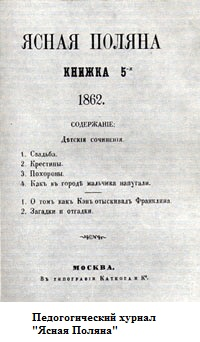 ЯСНАЯ ПОЛЯНА
КНИЖКА 5-я
1862.
СОДЕРЖАНІЕ:
Дѣтскія сочиненія.
1. Свадьба.
2. Крестины.
3. Похороны.
4. Какъ въ городѣ мальчика напугали.
1. О томъ какъ Кэнъ отыскивалъ Франклина.
2. Загадки и отгадки.
МОСКВА.
Въ типографіи Каткова и Ко.
Педогогический хурнал
"Ясная Поляна"